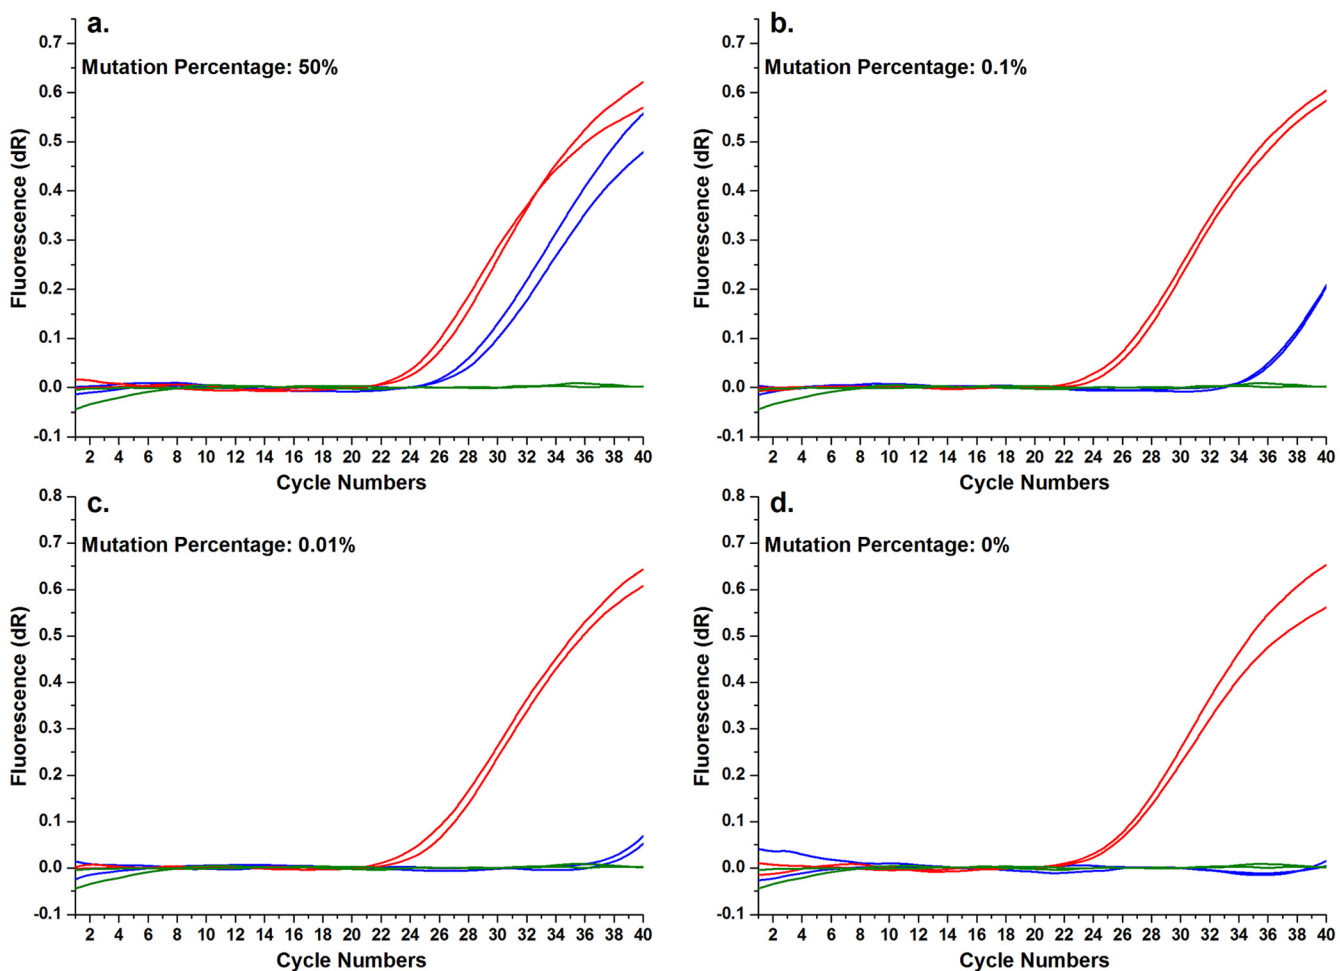 a.
Mutation Percentage: 50%
Fluorescence (dR)
0.7
0.6
0.5
0.4
0.3
0.2
0.1
0.0
-0.1
2 4 6 8 10 12 14 16 18 20 22 24 26 28 30 32 34 36 38 40
Cycle Numbers
b.
Mutation Percentage: 0.1%
Fluorescence (dR)
0.7
0.6
0.5
0.4
0.3
0.2
0.1
0.0
-0.1
2 4 6 8 10 12 14 16 18 20 22 24 26 28 30 32 34 36 38 40
Cycle Numbers
c.
Mutation Percentage: 0.01%
Fluorescence (dR)
0.8
0.7
0.6
0.5
0.4
0.3
0.2
0.1
0.0
-0.1
2 4 6 8 10 12 14 16 18 20 22 24 26 28 30 32 34 36 38 40
Cycle Numbers
d.
Mutation Percentage: 0%
Fluorescence (dR)
0.8
0.7
0.6
0.5
0.4
0.3
0.2
0.1
0.0
-0.1
2 4 6 8 10 12 14 16 18 20 22 24 26 28 30 32 34 36 38 40
Cycle Numbers